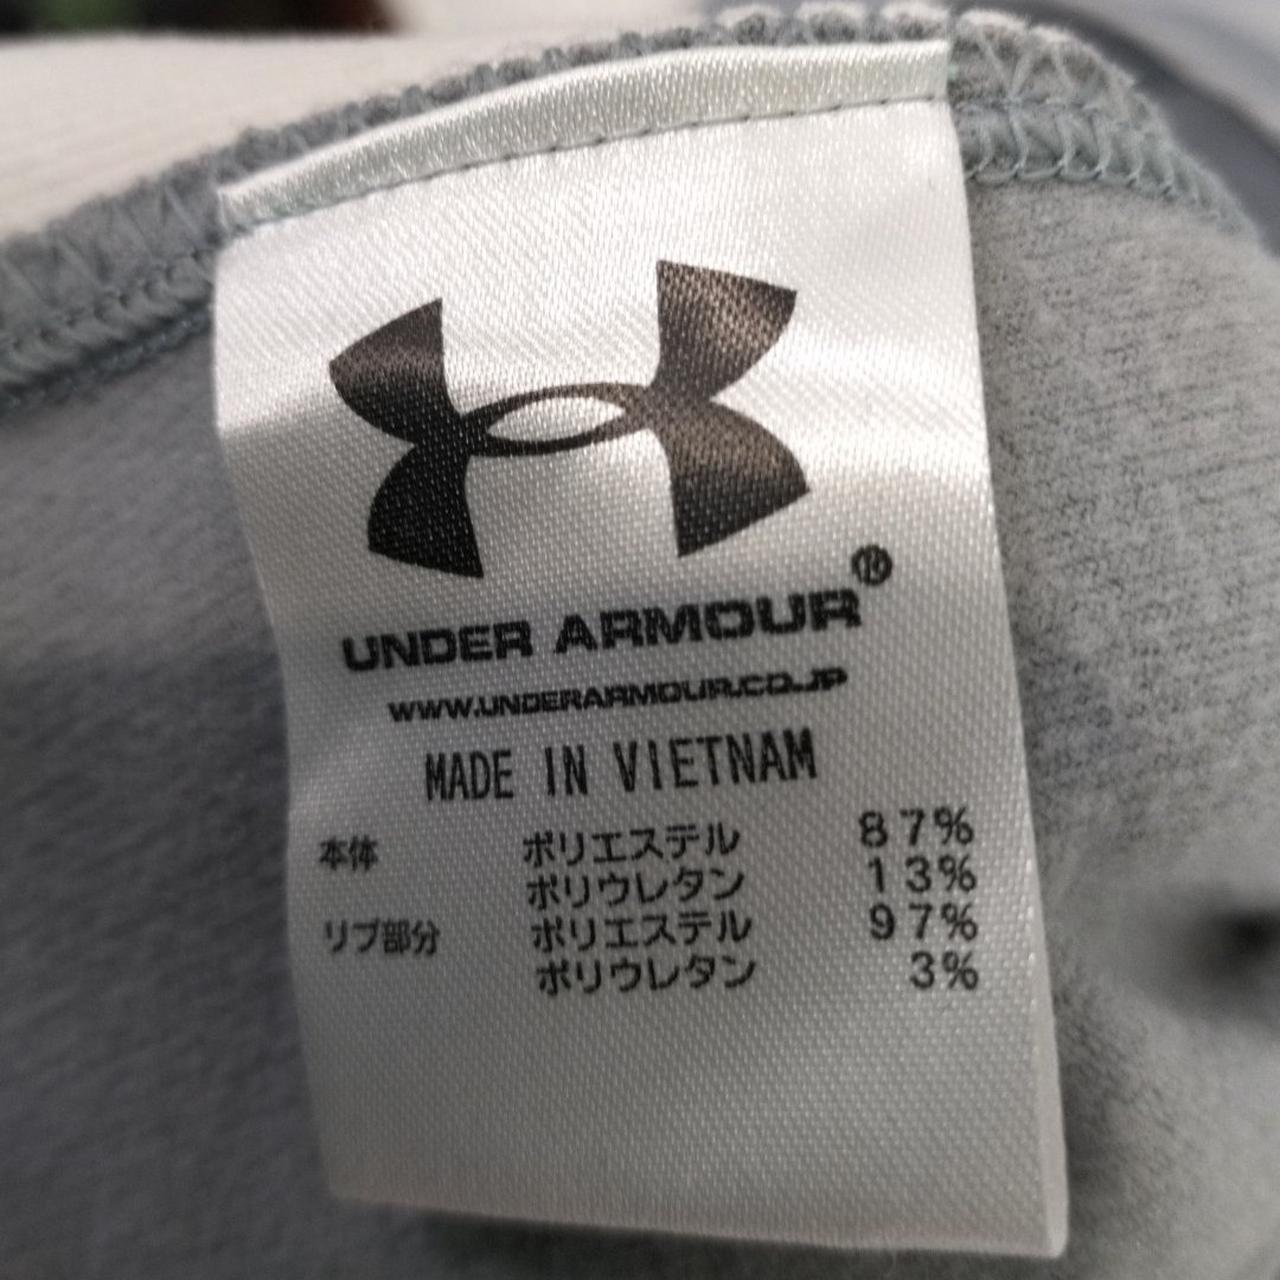 UNDER ARMOUR®
WWW.UNDERARMOUR.CO.JP
MADE IN VIETNAM
本体 ポリエステル 87%
ポリウレタン 13%
リブ部分 ポリエステル 97%
ポリウレタン 3%